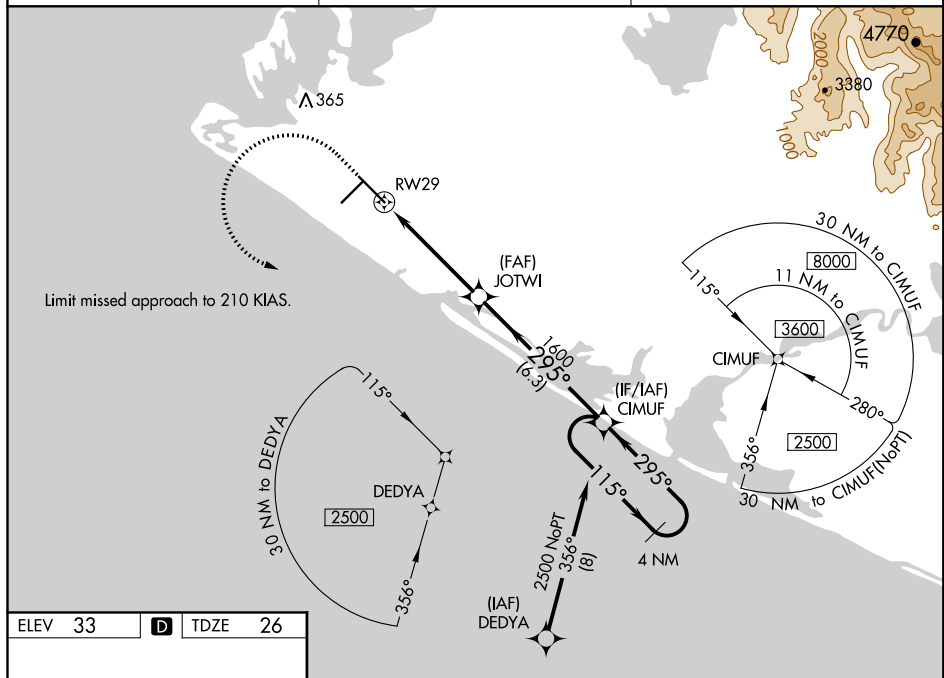 4770
2000
3380
1000
365
RW29
(FAF)
JOTWI
Limit missed approach to 210 KIAS.
1600
295°
(6.3)
(IF/IAF)
CIMUF
295°
115°
4 NM
2500 NoPT
356°
(8)
(IAF)
DEDYA
30 NM to DEDYA
115°
DEDYA
2500
356°
30 NM to CIMUF
8000
11 NM to CIMUF
115°
3600
CIMUF
280°
356°
2500
30 NM to CIMUF(NoPT)
ELEV 33 D TDZE 26